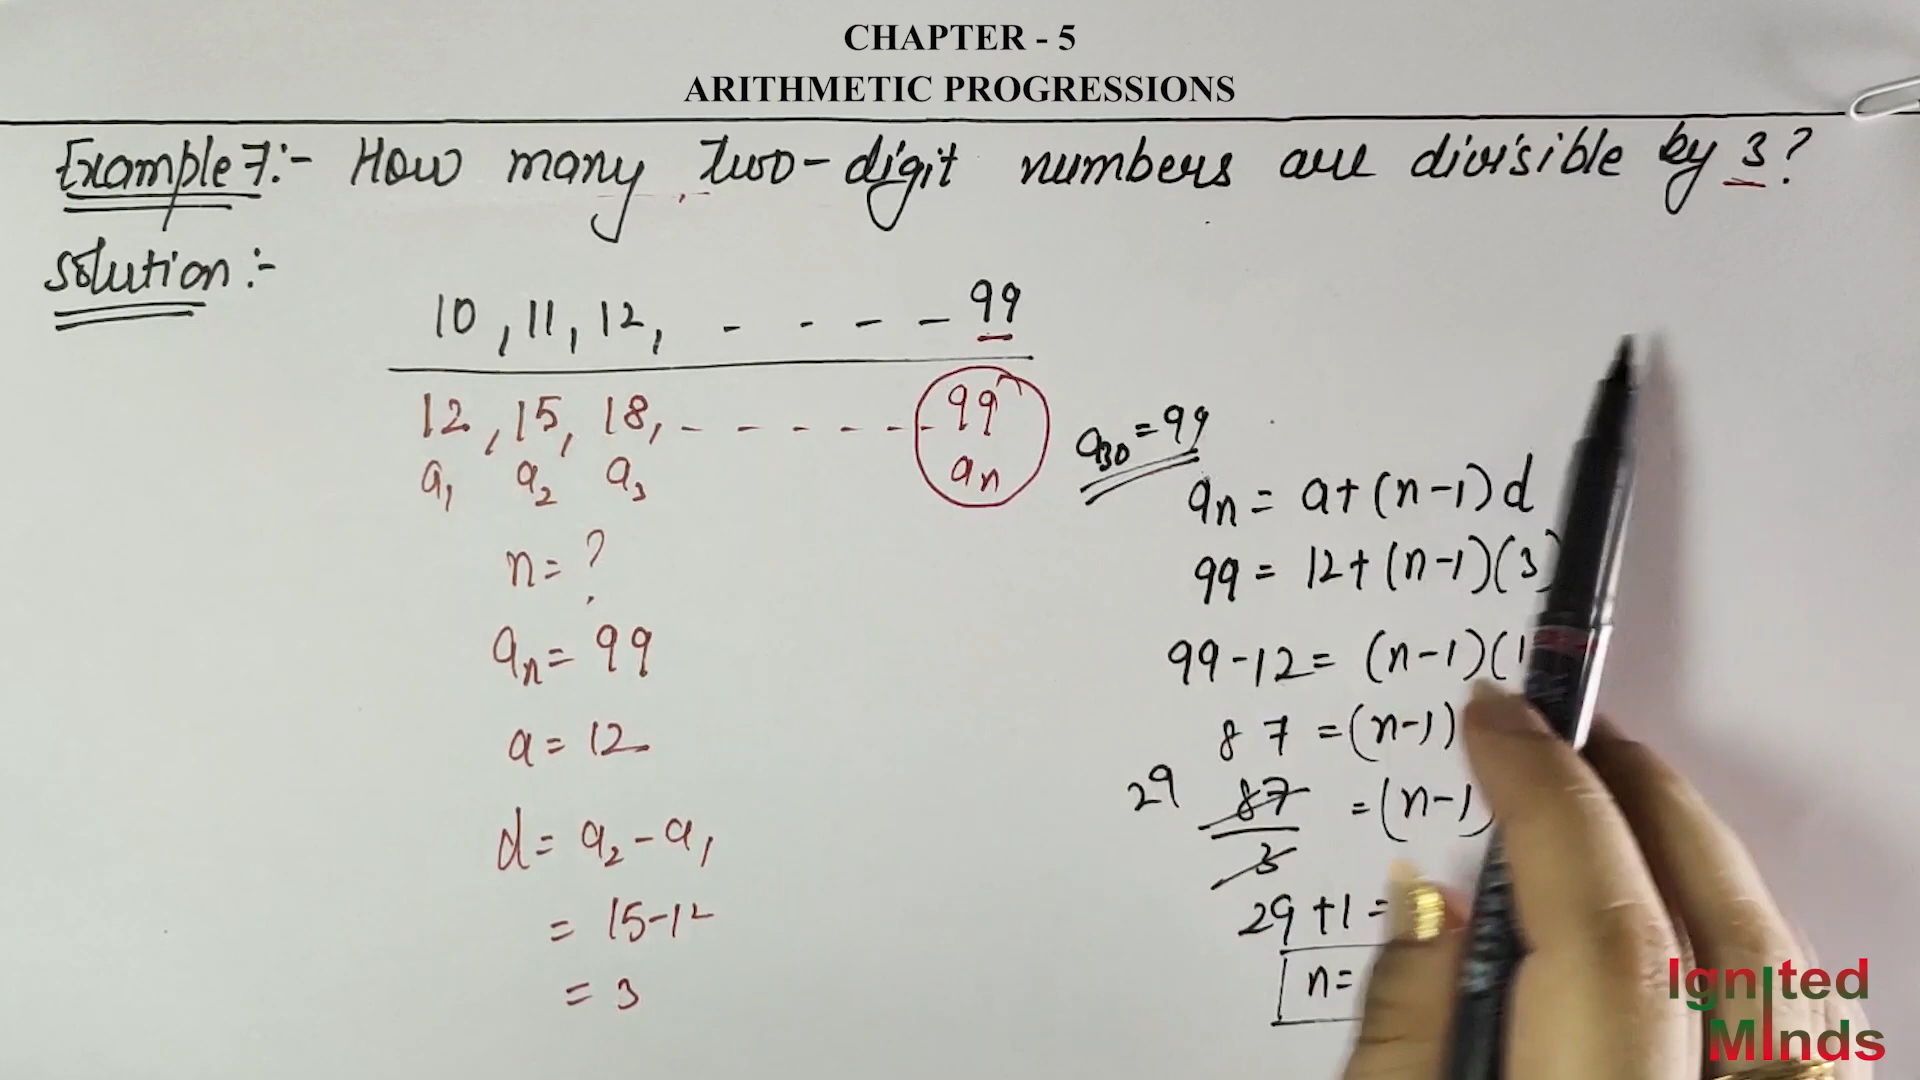 CHAPTER - 5
ARITHMETIC PROGRESSIONS
Example 7:- How many two-digit numbers are divisible by 3?
Solution:-
10, 11, 12, - - - - 99
12, 15, 18, - - - - - - 99
a₁ a₂ a₃ aₙ
n = ?
aₙ = 99
a = 12
d = a₂ - a₁
= 15-12
= 3
a₃₀ = 99
aₙ = a+(n-1)d
99 = 12+(n-1)(3)
99-12 = (n-1)(
87 = (n-1)
29 87/3 = (n-1)
29+1 =
n=
Ignited
Minds